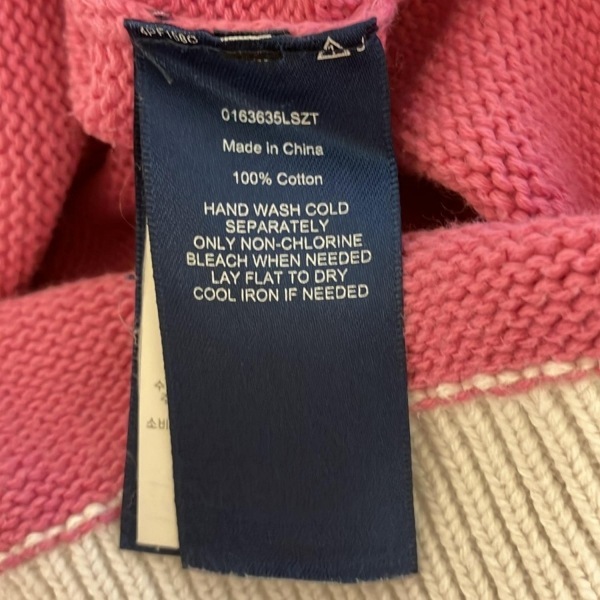 0163635LSZT
Made in China
100% Cotton
HAND WASH COLD
SEPARATELY
ONLY NON-CHLORINE
BLEACH WHEN NEEDED
LAY FLAT TO DRY
COOL IRON IF NEEDED